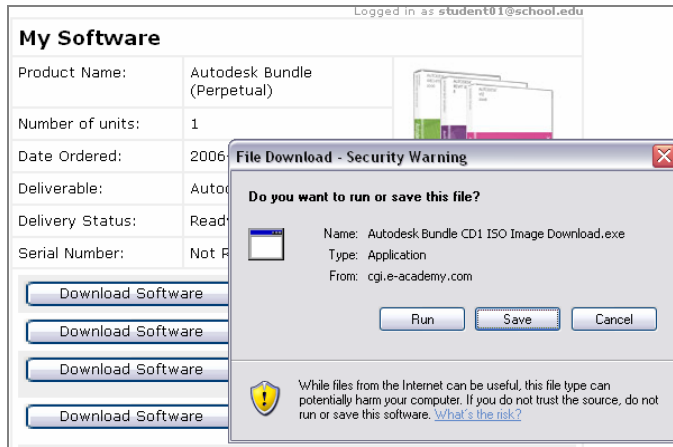 Logged in as student01@school.edu
My Software
Product Name:
Autodesk Bundle
(Perpetual)
Number of units:
1
Date Ordered:
2006-
Deliverable:
Autod
Delivery Status:
Read
Serial Number:
Not R
Download Software
Download Software
Download Software
Download Software
File Download - Security Warning
Do you want to run or save this file?
Name: Autodesk Bundle CD1 ISO Image Download.exe
Type: Application
From: cgi.e-academy.com
Run
Save
Cancel
While files from the Internet can be useful, this file type can
potentially harm your computer. If you do not trust the source, do not
run or save this software. What's the risk?